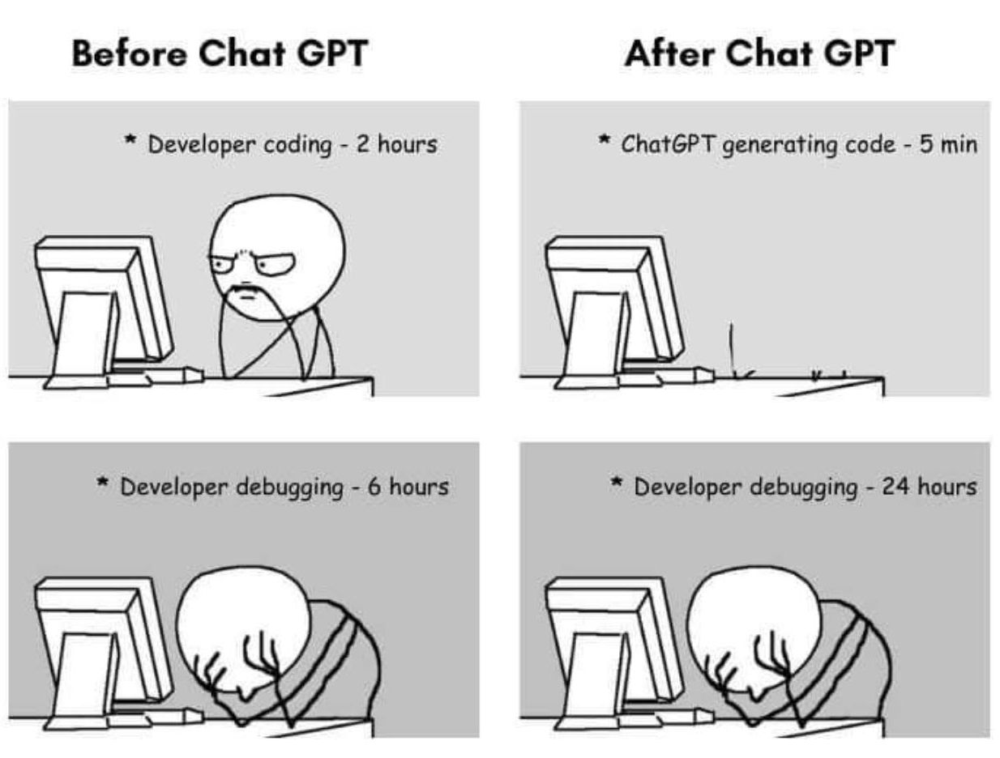 Before Chat GPT
After Chat GPT
* Developer coding - 2 hours
* ChatGPT generating code - 5 min
* Developer debugging - 6 hours
* Developer debugging - 24 hours